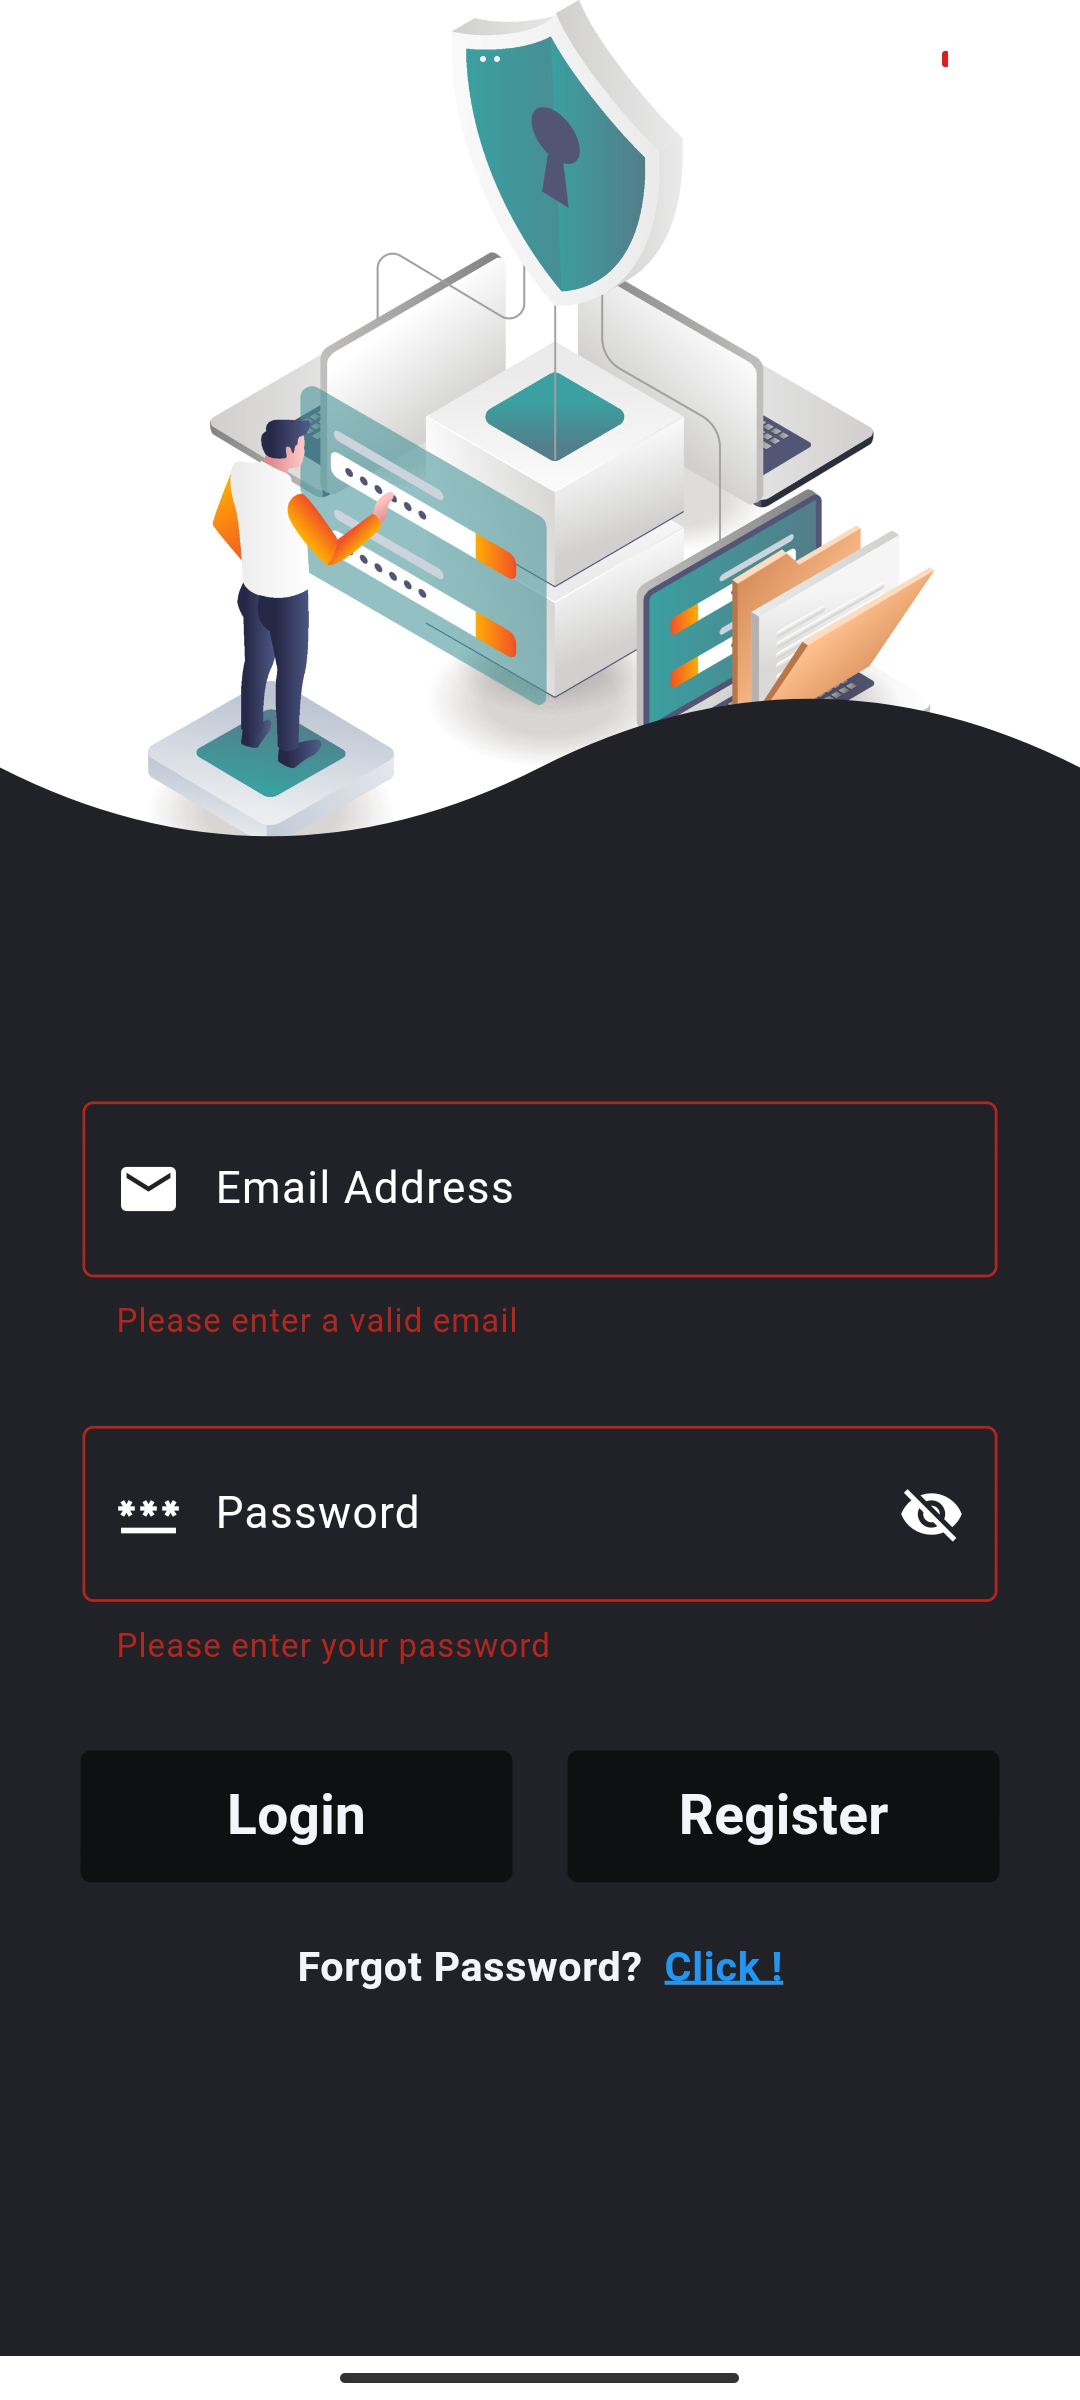 Email Address
Please enter a valid email
Password
Please enter your password
Login
Register
Forgot Password? Click !